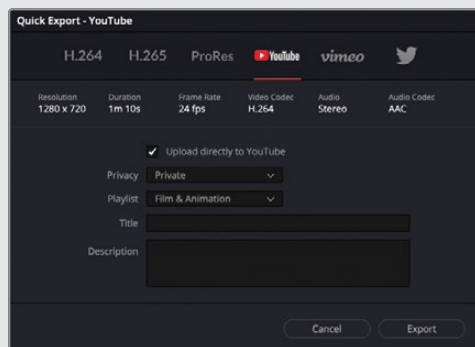 Quick Export - YouTube
H.264 H.265 ProRes YouTube vimeo
Resolution Duration Frame Rate Video Codec Audio Audio Codec
1280 x 720 1m 10s 24 fps H.264 Stereo AAC
Upload directly to YouTube
Privacy Private
Playlist Film & Animation
Title
Description
Cancel Export